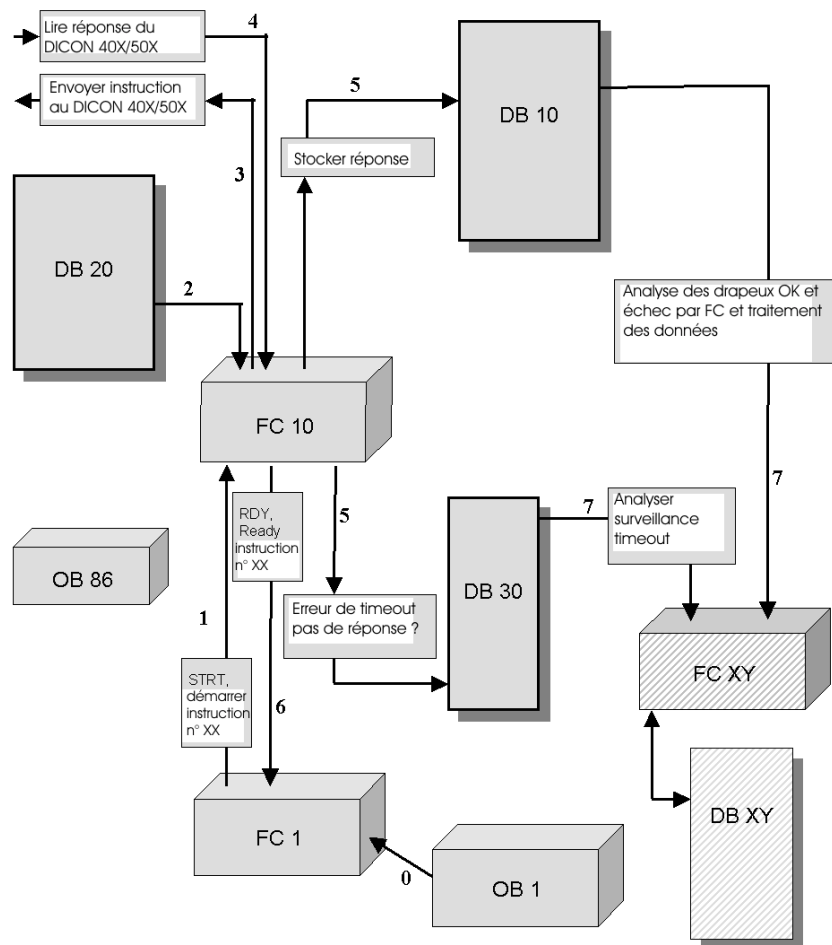 Lire réponse du
DICON 40X/50X
4
Envoyer instruction
au DICON 40X/50X
3
5
Stocker réponse
DB 10
DB 20
2
Analyse des drapeux OK et
échec par FC et traitement
des données
FC 10
7
RDY,
Ready
instruction
n° XX
5
7
Analyser
surveillance
timeout
OB 86
DB 30
1
Erreur de timeout
pas de réponse ?
STRT,
démarrer
instruction
n° XX
6
FC XY
FC 1
DB XY
0
OB 1